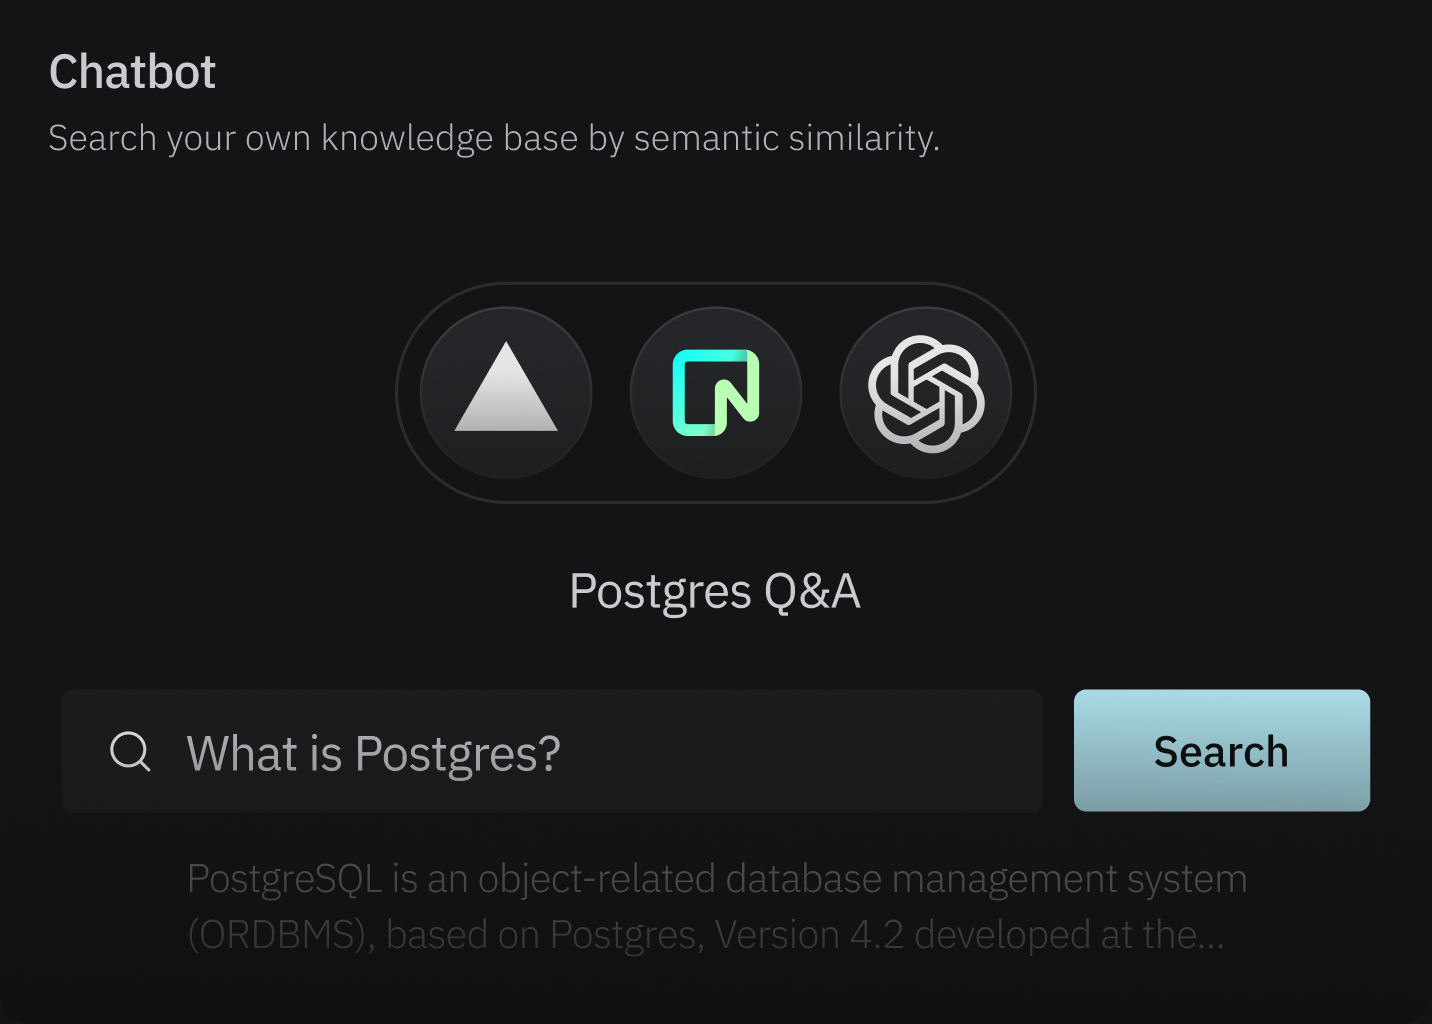 Chatbot
Search your own knowledge base by semantic similarity.
Postgres Q&A
What is Postgres?
Search
PostgreSQL is an object-related database management system
(ORDBMS), based on Postgres, Version 4.2 developed at the...